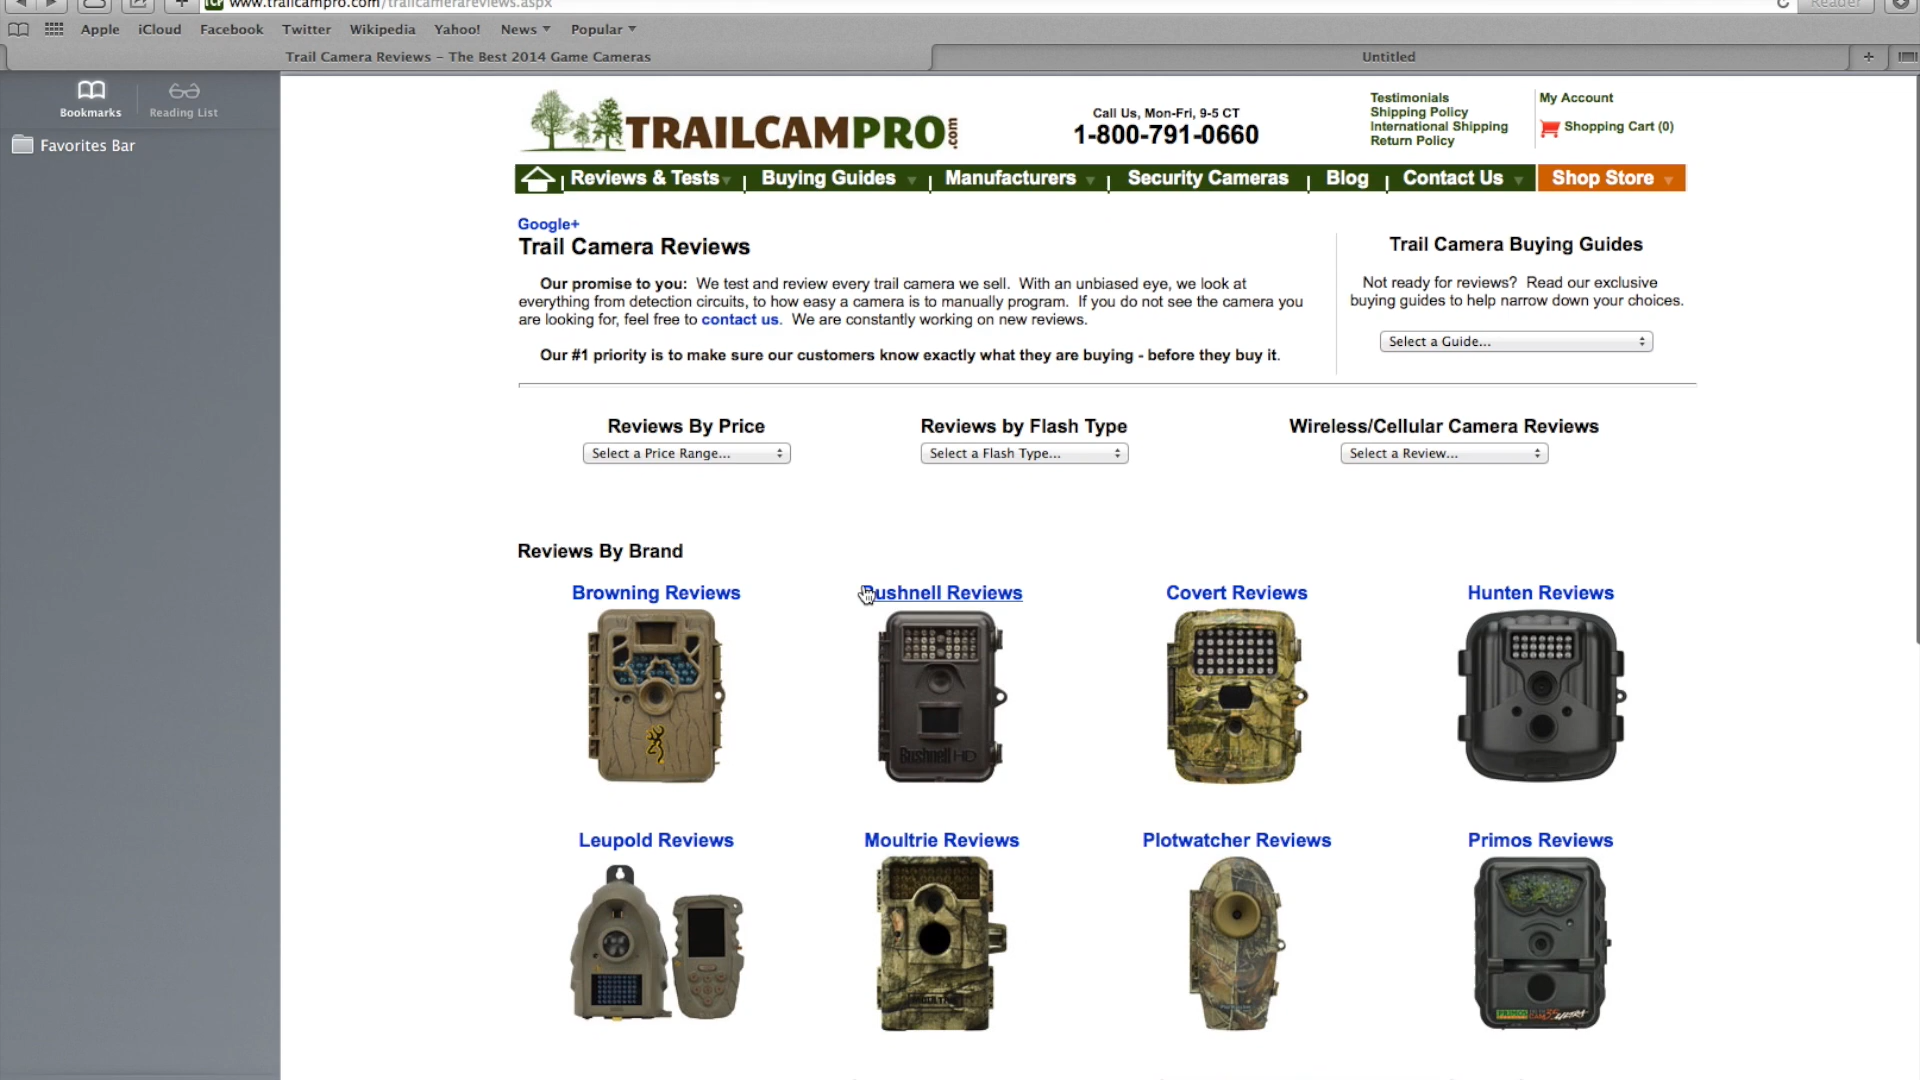 www.trailcampro.com/trailcamerareviews.aspx
Reader
Apple iCloud Facebook Twitter Wikipedia Yahoo! News Popular
Trail Camera Reviews – The Best 2014 Game Cameras
Untitled
Bookmarks
Reading List
Favorites Bar
TRAILCAMPRO.com
Call Us, Mon-Fri, 9-5 CT
1-800-791-0660
Testimonials
Shipping Policy
International Shipping
Return Policy
My Account
Shopping Cart (0)
Reviews & Tests Buying Guides Manufacturers Security Cameras Blog Contact Us Shop Store
Google+
Trail Camera Reviews
Our promise to you: We test and review every trail camera we sell. With an unbiased eye, we look at
everything from detection circuits, to how easy a camera is to manually program. If you do not see the camera you
are looking for, feel free to contact us. We are constantly working on new reviews.
Our #1 priority is to make sure our customers know exactly what they are buying - before they buy it.
Trail Camera Buying Guides
Not ready for reviews? Read our exclusive
buying guides to help narrow down your choices.
Select a Guide...
Reviews By Price
Select a Price Range...
Reviews by Flash Type
Select a Flash Type...
Wireless/Cellular Camera Reviews
Select a Review...
Reviews By Brand
Browning Reviews
Bushnell Reviews
Covert Reviews
Hunten Reviews
Bushnell HD
Leupold Reviews
Moultrie Reviews
Plotwatcher Reviews
Primos Reviews
MOULTRIE
PRIMOS